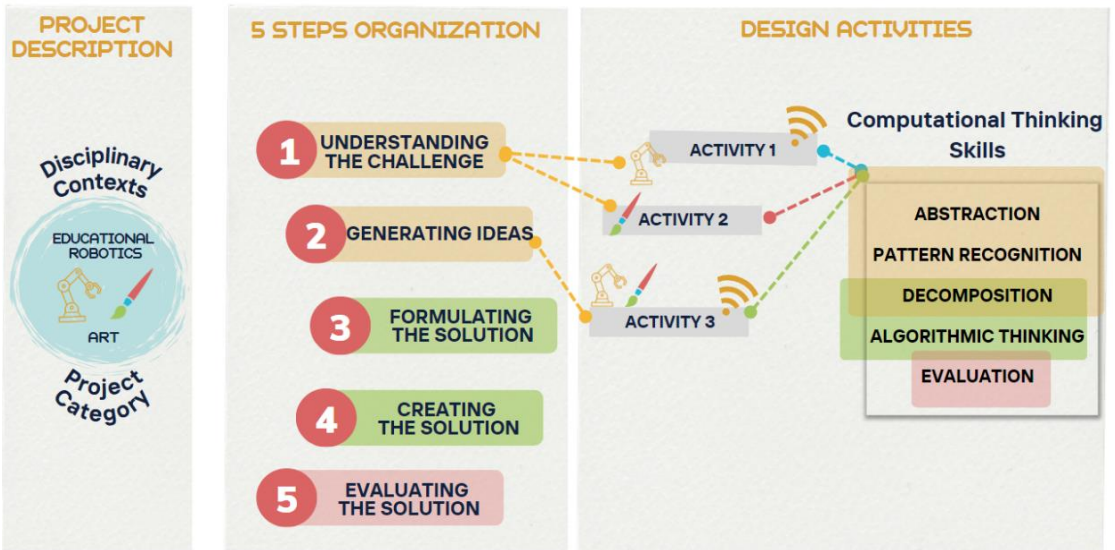 PROJECT
DESCRIPTION
Disciplinary
Contexts
EDUCATIONAL
ROBOTICS
ART
Project
Category
5 STEPS ORGANIZATION
1 UNDERSTANDING
THE CHALLENGE
2 GENERATING IDEAS
3 FORMULATING
THE SOLUTION
4 CREATING
THE SOLUTION
5 EVALUATING
THE SOLUTION
DESIGN ACTIVITIES
ACTIVITY 1
ACTIVITY 2
ACTIVITY 3
Computational Thinking
Skills
ABSTRACTION
PATTERN RECOGNITION
DECOMPOSITION
ALGORITHMIC THINKING
EVALUATION